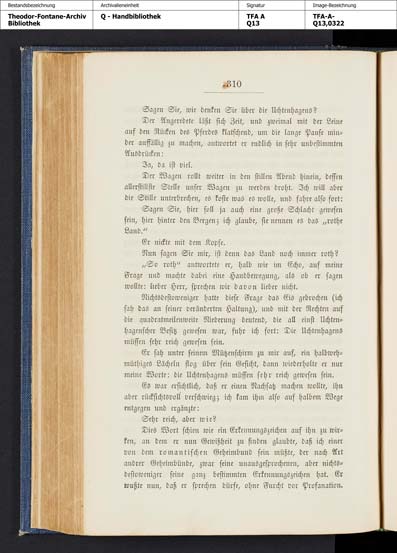 Bestandsbezeichnung
Archivalieneinheit
Signatur
Image-Bezeichnung
Theodor-Fontane-Archiv
Bibliothek
Q - Handbibliothek
TFA A
Q13
TFA-A-
Q13,0322
310
Sagen Sie, wir denken Sie über die Uchtenhagens?
Der Angeredete läßt sich Zeit, und zweimal mit der Leine
auf den Rücken des Pferdes klatschend, um die lange Pause min-
der auffällig zu machen, antwortet er endlich in sehr unbestimmten
Ausdrücken:
Ja, da ist viel.
Der Wagen rollt weiter in den stillen Abend hinein, dessen
allerstillste Stelle unser Wagen zu werden droht. Ich will aber
die Stille unterbrechen, es koste was es wolle, und fahre also fort:
Sagen Sie, hier soll ja auch eine große Schlacht gewesen
sein, hier hinter den Bergen; ich glaube, sie nennen es das „rothe
Land.“
Er nickte mit dem Kopfe.
Nun sagen Sie mir, ist denn das Land noch immer roth?
„So roth“ antwortete er, halb wie im Echo, auf meine
Frage und machte dabei eine Handbewegung, als ob er sagen
wollte: lieber Herr, sprechen wir davon lieber nicht.
Nichtsdestoweniger hatte diese Frage das Eis gebrochen (ich
sah das an seiner veränderten Haltung), und mit der Rechten auf
die quadratmeilenweite Niederung deutend, die all einst Uchten-
hagenscher Besitz gewesen war, fuhr ich fort: Die Uchtenhagens
müssen sehr reich gewesen sein.
Er sah unter seinem Mützenschirm zu mir auf, ein halbweh-
müthiges Lächeln flog über sein Gesicht, dann wiederholte er nur
meine Worte: die Uchtenhagens müssen sehr reich gewesen sein.
Es war ersichtlich, daß er einen Nachsatz machen wollte, ihn
aber rücksichtsvoll verschwieg; ich kam ihm also auf halbem Wege
entgegen und ergänzte:
Sehr reich, aber wie?
Dies Wort schien wie ein Erkennungszeichen auf ihn zu wir-
ken, an dem er nun Gewißheit zu finden glaubte, daß ich einer
von dem romantischen Geheimbund sein müßte, der nach Art
andrer Geheimbünde, zwar seine unausgesprochenen, aber nichts-
destoweniger seine ganz bestimmten Erkennungszeichen hat. Er
wußte nun, daß er sprechen dürfe, ohne Furcht vor Profanation.